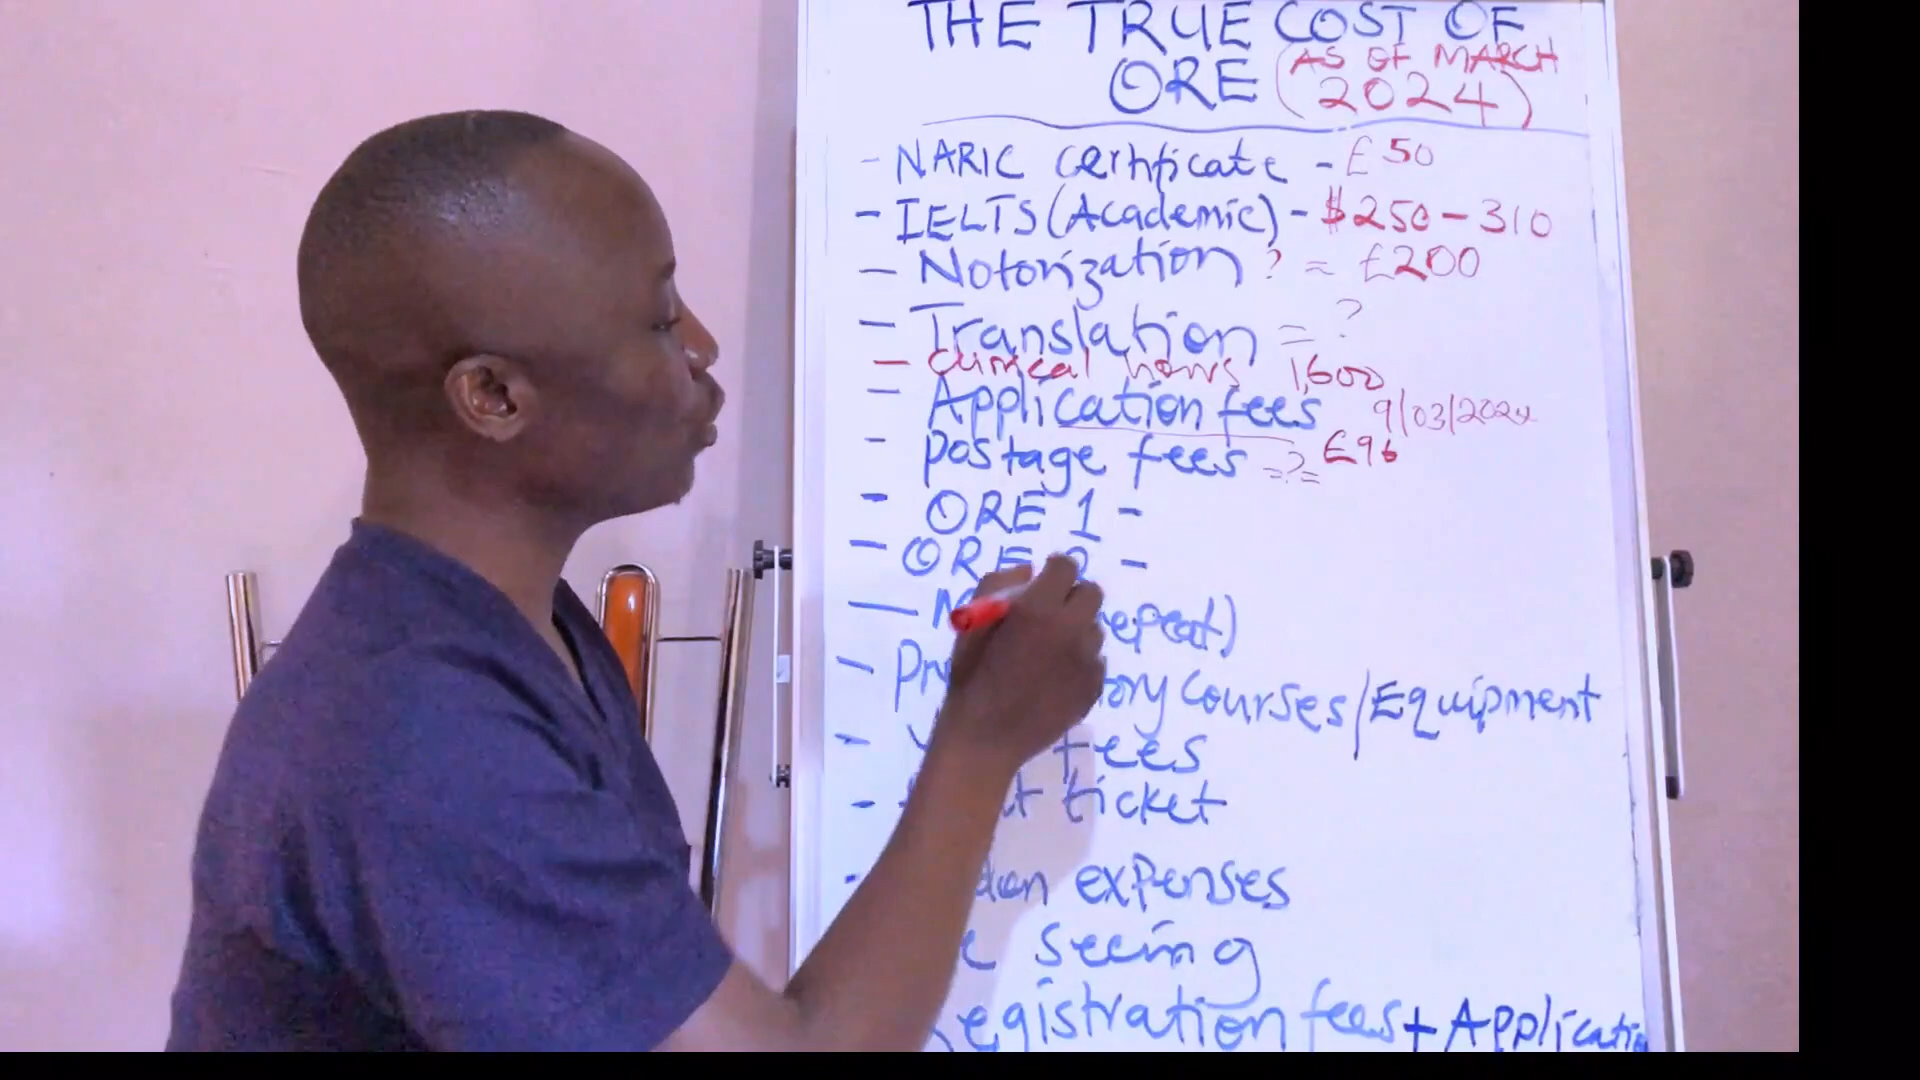 THE TRUE COST OF
ORE (AS OF MARCH
2024)
- NARIC certificate - £50
- IELTS (Academic) - $250 - 310
- Notorization ? = £200
- Translation = ?
- clinical hours 1,600
- Application fees 9/03/2024
- postage fees =?= £96
- ORE 1 -
- ORE 2 -
- repeat)
- courses/Equipment
- fees
- ticket
- expenses
seeing
Registration fees + Applicatio